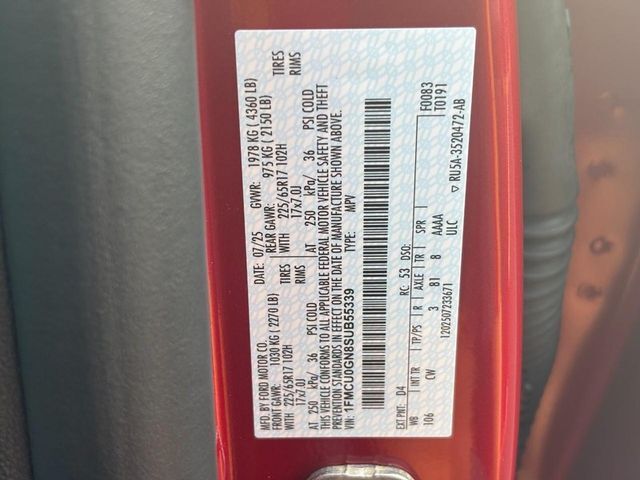 MFD. BY FORD MOTOR CO.
DATE: 07/25 GVWR: 1978 KG ( 4360 LB)
FRONT GAWR: 1030 KG ( 2270 LB) REAR GAWR: 975 KG ( 2150 LB)
WITH 225/65R17 102H TIRES WITH 225/65R17 102H TIRES
17x7.0J RIMS 17x7.0J RIMS
AT 250 kPa/ 36 PSI COLD AT 250 kPa/ 36 PSI COLD
THIS VEHICLE CONFORMS TO ALL APPLICABLE FEDERAL MOTOR VEHICLE SAFETY AND THEFT
PREVENTION STANDARDS IN EFFECT ON THE DATE OF MANUFACTURE SHOWN ABOVE.
VIN: 1FMCU0GN8SUB55339 TYPE: MPV
F0083
T0191
EXT PNT: D4 RC: 53 DSO:
WB INT TR TP/PS R AXLE TR SPR
106 CW 3 81 8 AAAA
ULC
1202507233671
▽ RU5A-3520472-AB